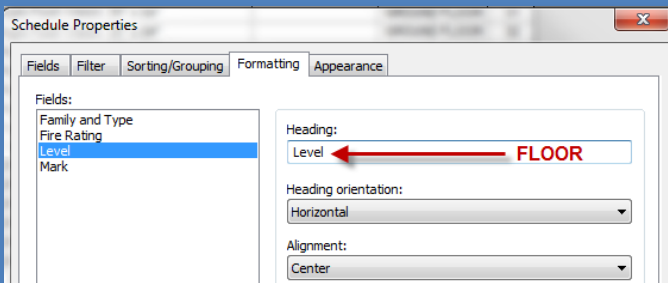 Schedule Properties
Fields Filter Sorting/Grouping Formatting Appearance
Fields:
Family and Type
Fire Rating
Level
Mark
Heading:
Level FLOOR
Heading orientation:
Horizontal
Alignment:
Center